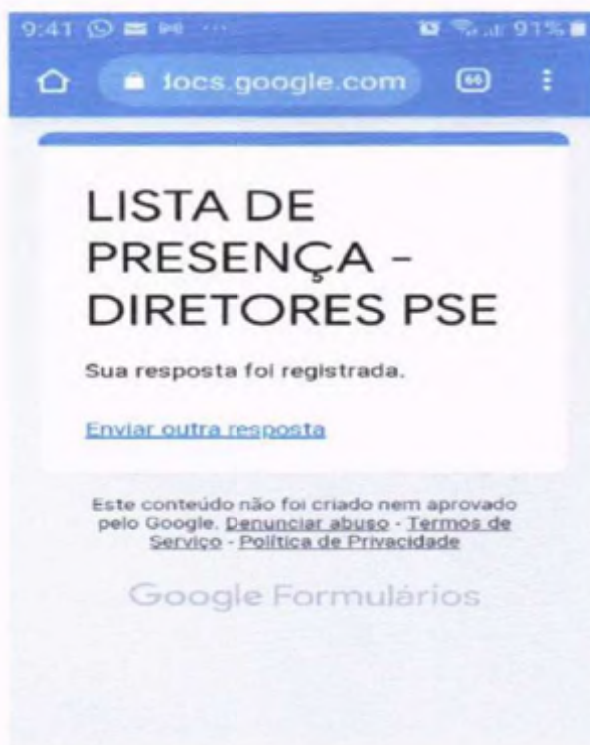 9:41
91%
docs.google.com
66
LISTA DE
PRESENÇA -
DIRETORES PSE
Sua resposta foi registrada.
Enviar outra resposta
Este conteúdo não foi criado nem aprovado
pelo Google. Denunciar abuso - Termos de
Serviço - Política de Privacidade
Google Formulários